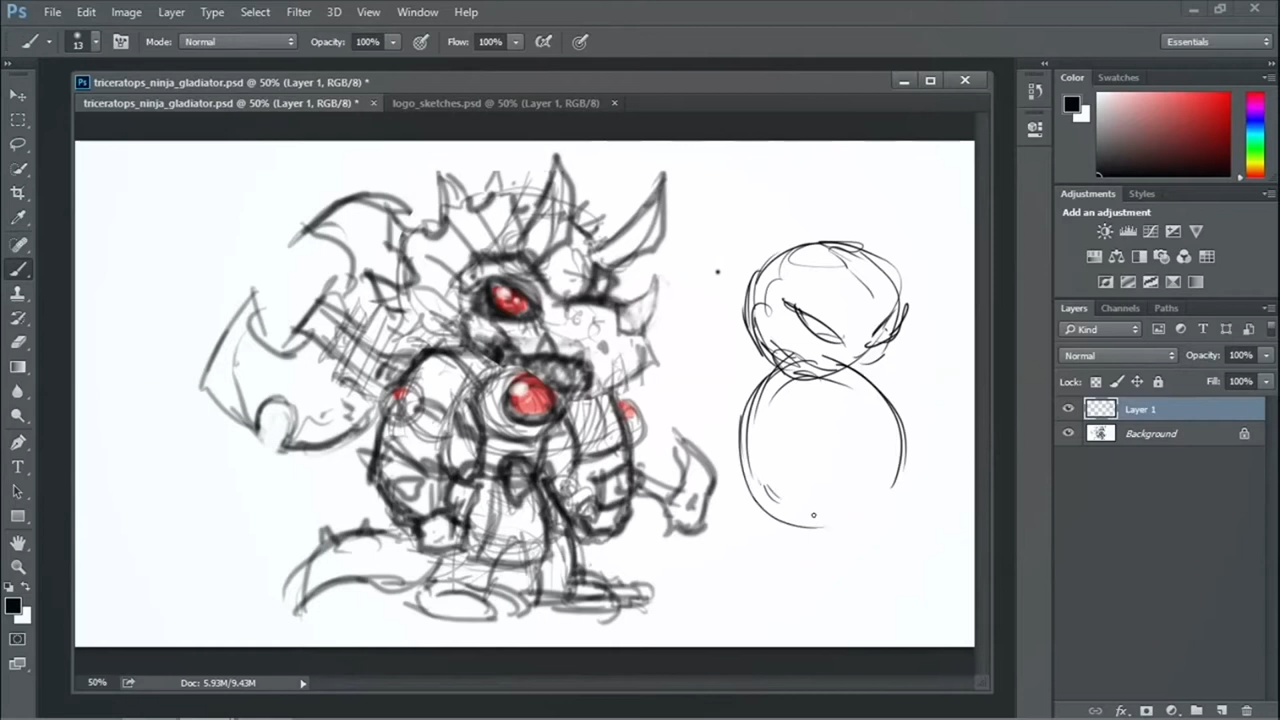 Ps File Edit Image Layer Type Select Filter 3D View Window Help
13 Mode: Normal Opacity: 100% Flow: 100% Essentials
triceratops_ninja_gladiator.psd @ 50% (Layer 1, RGB/8) *
triceratops_ninja_gladiator.psd @ 50% (Layer 1, RGB/8) * × logo_sketches.psd @ 50% (Layer 1, RGB/8) ×
Color Swatches
Adjustments Styles
Add an adjustment
Layers Channels Paths
Kind
Normal Opacity: 100%
Lock: Fill: 100%
Layer 1
Background
50% Doc: 5.93M/9.43M